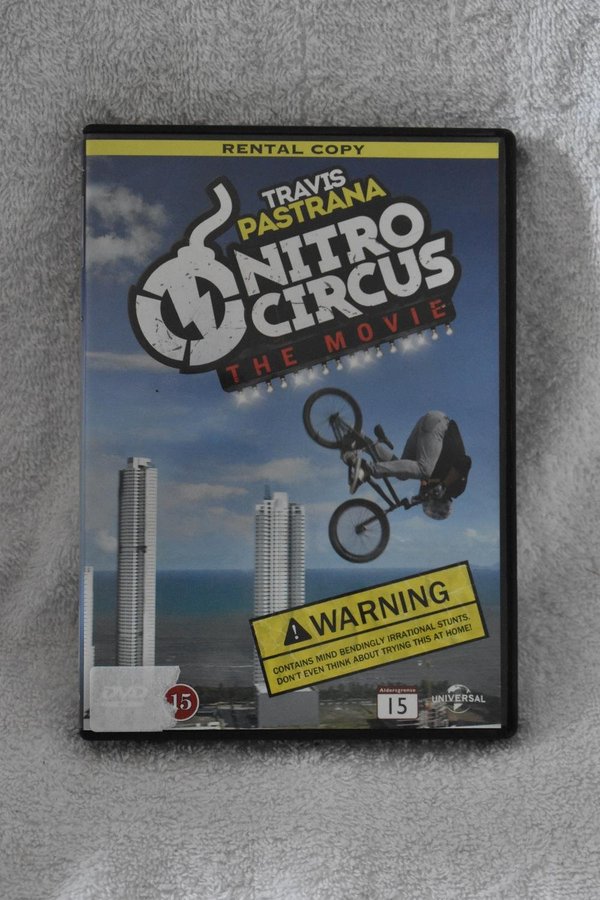 RENTAL COPY
TRAVIS
PASTRANA
NITRO
CIRCUS
THE MOVIE
WARNING
CONTAINS MIND BENDINGLY IRRATIONAL STUNTS.
DON'T EVEN THINK ABOUT TRYING THIS AT HOME!
DVD
15
Aldersgrense
15
UNIVERSAL